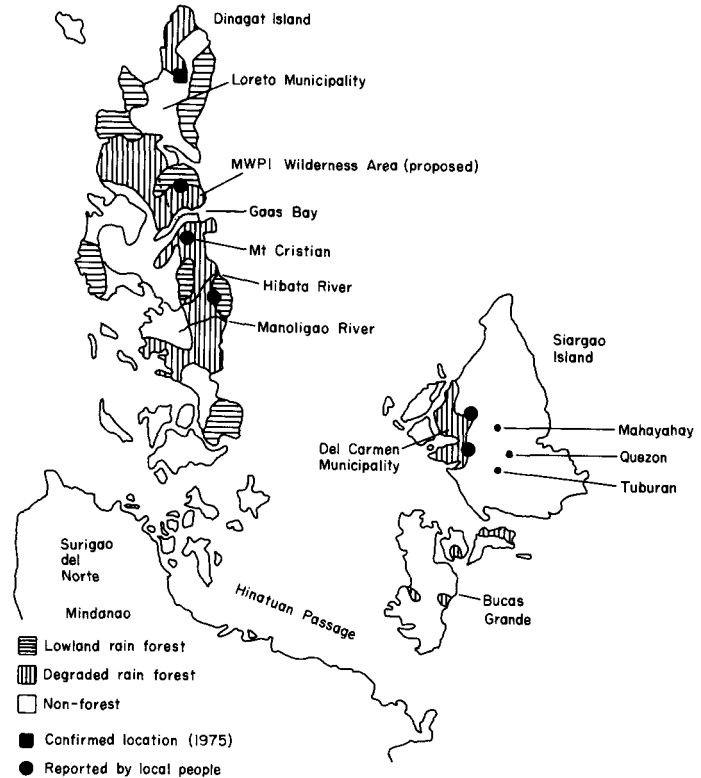 Dinagat Island
Loreto Municipality
MWPI Wilderness Area (proposed)
Gaas Bay
Mt Cristian
Hibata River
Manoligao River
Siargao
Island
Mahayahay
Del Carmen
Municipality
Quezon
Tuburan
Surigao
del
Norte
Mindanao
Hinatuan Passage
Bucas
Grande
Lowland rain forest
Degraded rain forest
Non-forest
Confirmed location (1975)
Reported by local people